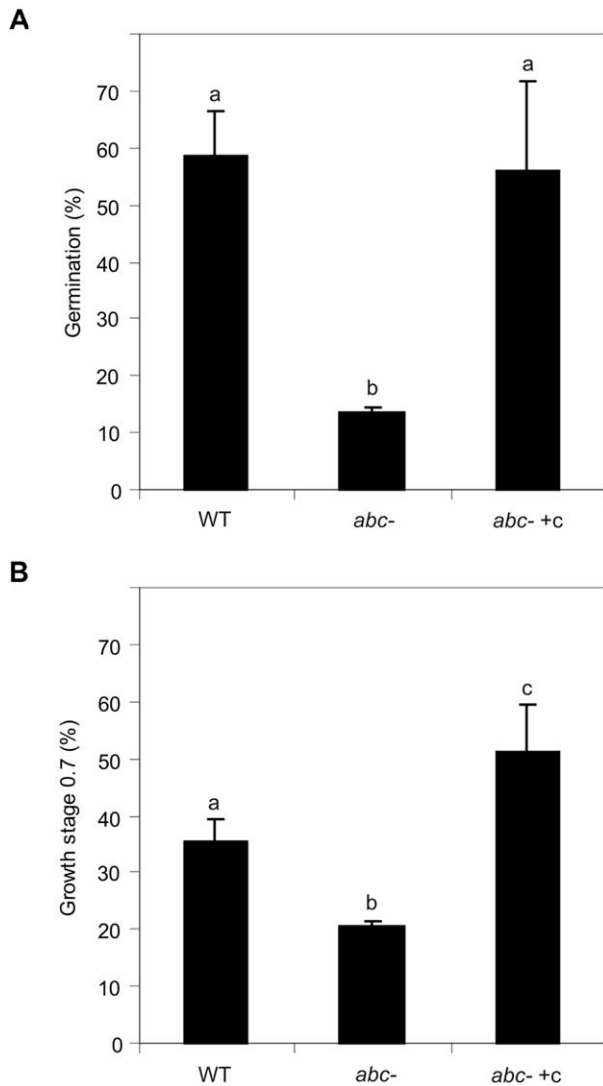 A
70
60
50
40
30
20
10
0
Germination (%)
a
b
a
WT
abc-
abc- +c
B
70
60
50
40
30
20
10
0
Growth stage 0.7 (%)
a
b
c
WT
abc-
abc- +c